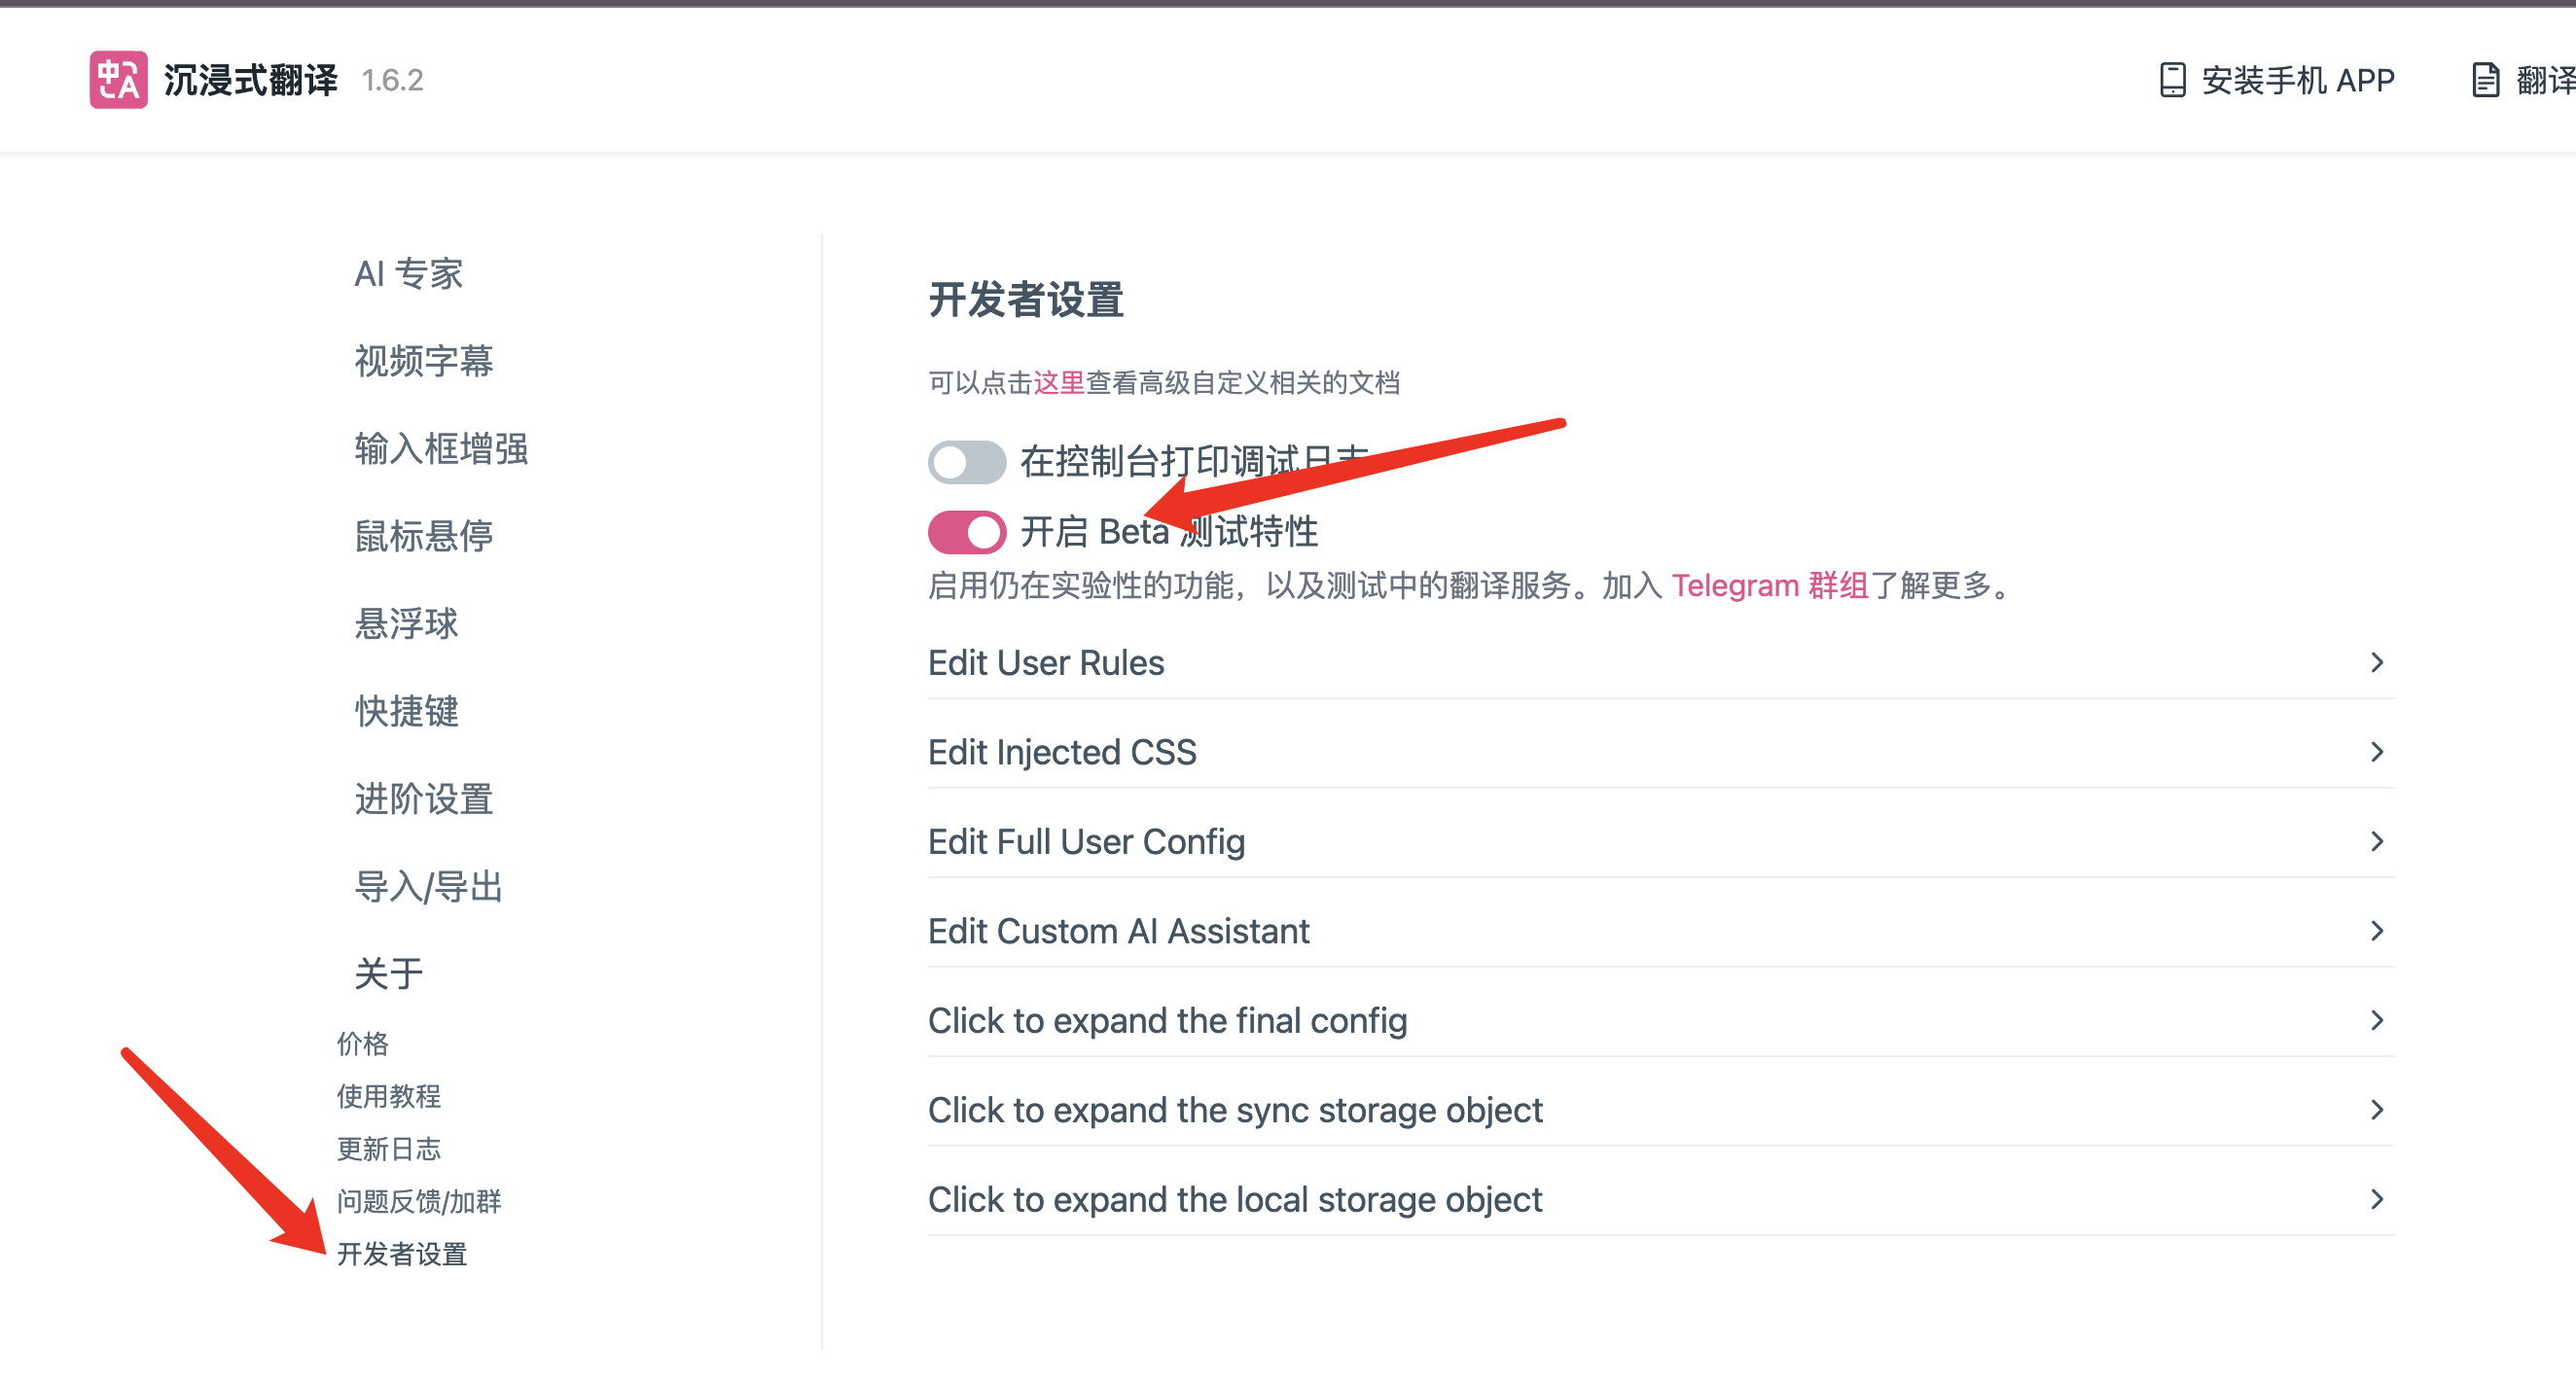 沉浸式翻译 1.6.2
安装手机 APP
翻译
AI 专家
视频字幕
输入框增强
鼠标悬停
悬浮球
快捷键
进阶设置
导入/导出
关于
价格
使用教程
更新日志
问题反馈/加群
开发者设置
开发者设置
可以点击这里查看高级自定义相关的文档
在控制台打印调试日志
开启 Beta 测试特性
启用仍在实验性的功能，以及测试中的翻译服务。加入 Telegram 群组了解更多。
Edit User Rules
Edit Injected CSS
Edit Full User Config
Edit Custom AI Assistant
Click to expand the final config
Click to expand the sync storage object
Click to expand the local storage object